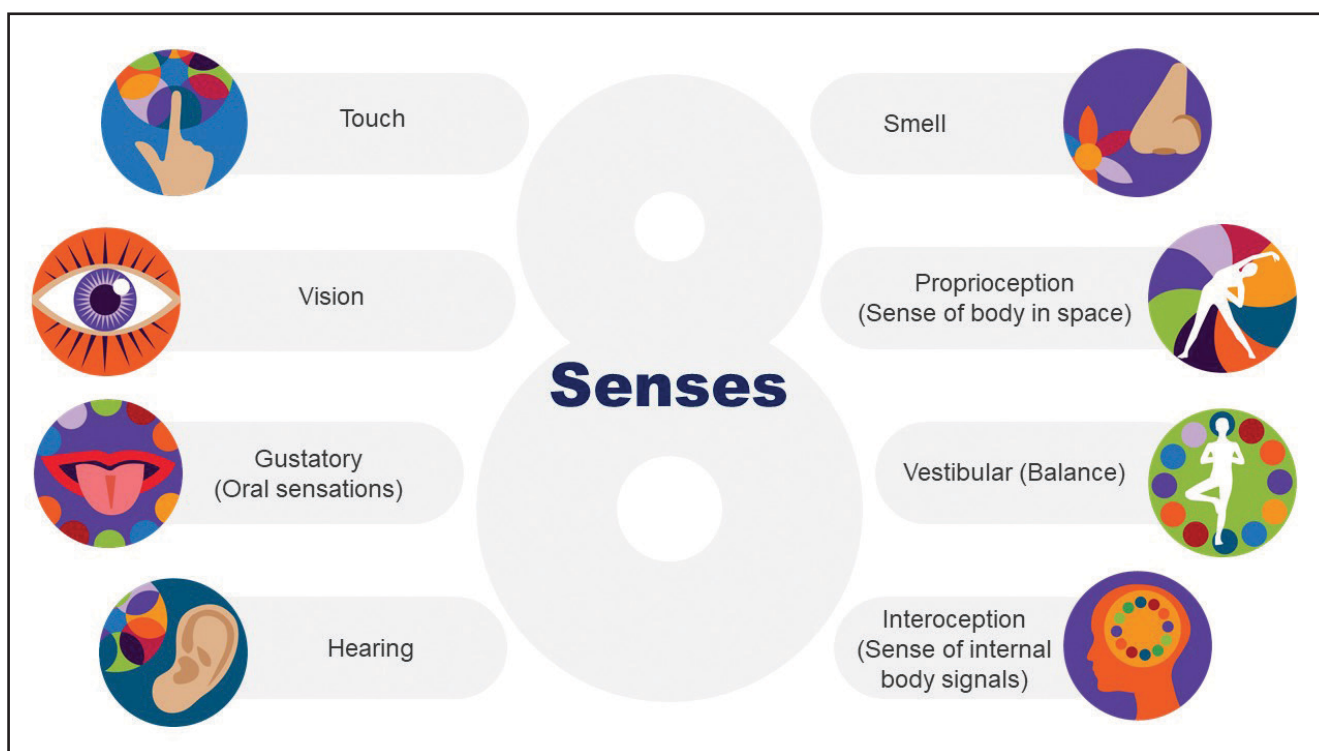 Touch
Vision
Gustatory
(Oral sensations)
Hearing
8
Senses
Smell
Proprioception
(Sense of body in space)
Vestibular (Balance)
Interoception
(Sense of internal
body signals)